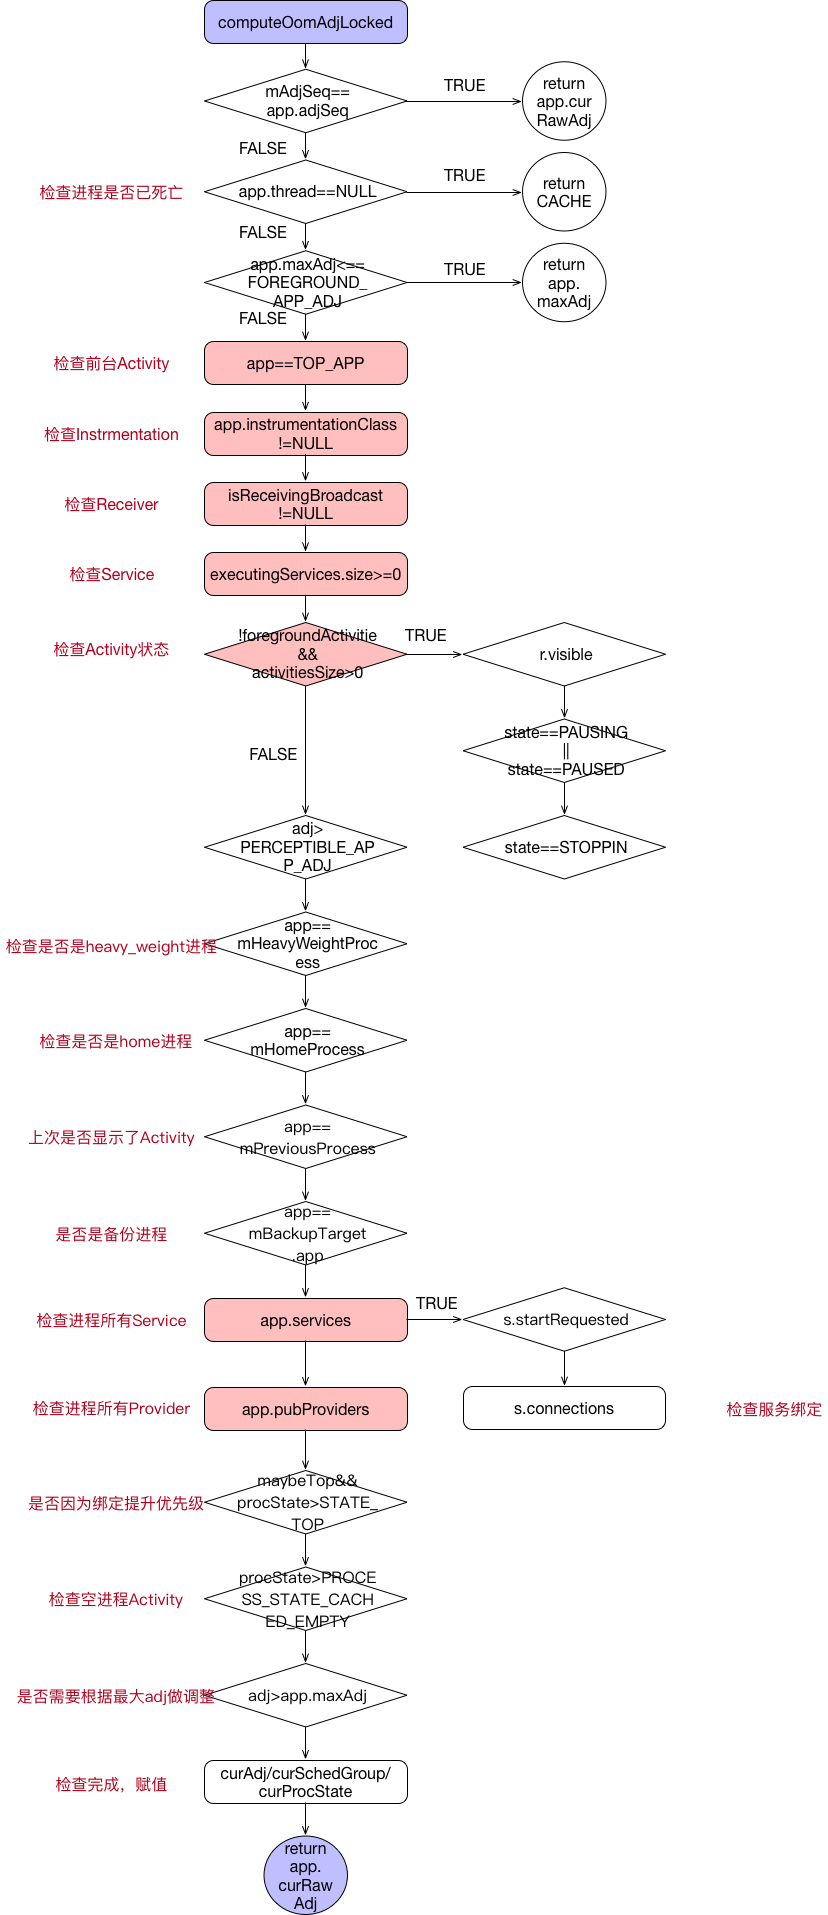 computeOomAdjLocked
mAdjSeq==
app.adjSeq
TRUE
return
app.cur
RawAdj
FALSE
检查进程是否已死亡
app.thread==NULL
TRUE
return
CACHE
FALSE
app.maxAdj<==
FOREGROUND_
APP_ADJ
TRUE
return
app.
maxAdj
FALSE
检查前台Activity
app==TOP_APP
检查Instrmentation
app.instrumentationClass
!=NULL
检查Receiver
isReceivingBroadcast
!=NULL
检查Service
executingServices.size>=0
检查Activity状态
!foregroundActivitie
&&
activitiesSize>0
TRUE
r.visible
state==PAUSING
||
state==PAUSED
FALSE
state==STOPPIN
adj>
PERCEPTIBLE_AP
P_ADJ
检查是否是heavy_weight进程
app==
mHeavyWeightProc
ess
检查是否是home进程
app==
mHomeProcess
上次是否显示了Activity
app==
mPreviousProcess
是否是备份进程
app==
mBackupTarget
.app
检查进程所有Service
app.services
TRUE
s.startRequested
检查进程所有Provider
app.pubProviders
s.connections
检查服务绑定
是否因为绑定提升优先级
maybeTop&&
procState>STATE_
TOP
检查空进程Activity
procState>PROCE
SS_STATE_CACH
ED_EMPTY
是否需要根据最大adj做调整
adj>app.maxAdj
检查完成，赋值
curAdj/curSchedGroup/
curProcState
return
app.
curRaw
Adj